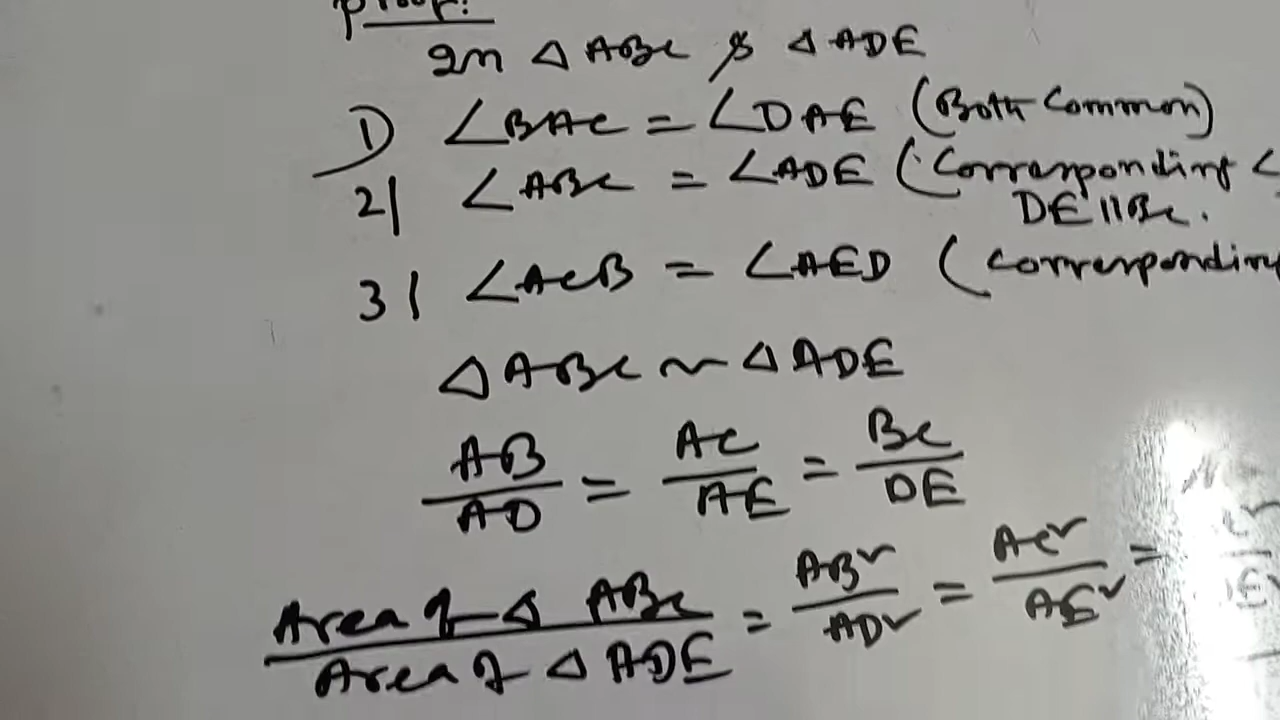 Proof:
In △ ABC & △ ADE
1) ∠BAC = ∠DAE (Both Common)
2| ∠ABC = ∠ADE (Corresponding ∠
DE||BC.
3| ∠ACB = ∠AED (Corresponding
△ ABC ~ △ ADE
AB/AD = AC/AE = BC/DE
Area of △ ABC/Area of △ ADE = AB²/AD² = AC²/AE² =